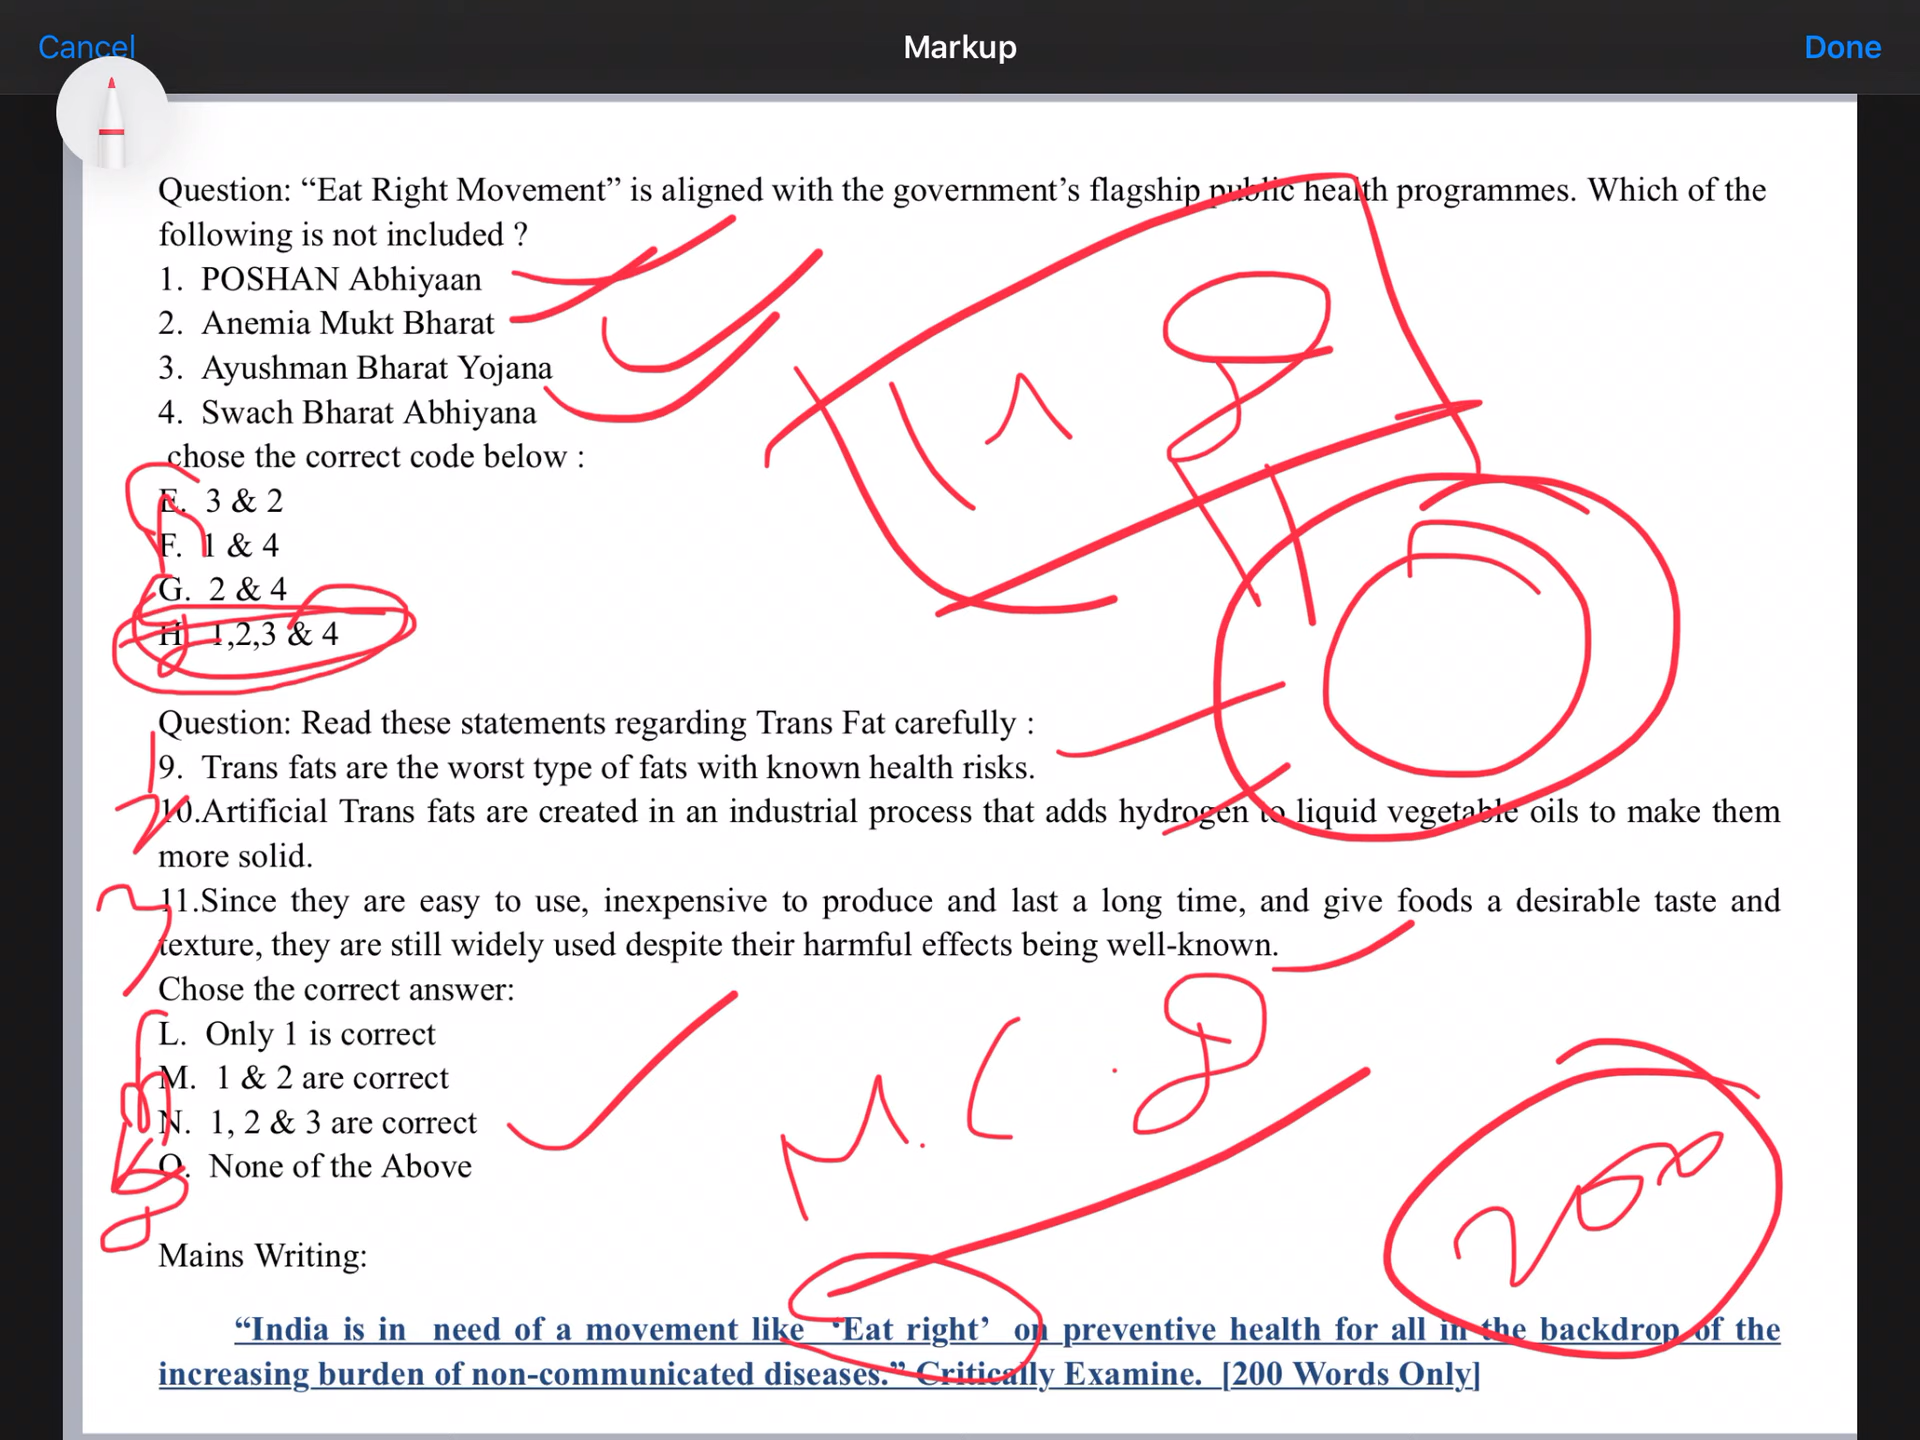 Cancel
Markup
Done
Question: “Eat Right Movement” is aligned with the government’s flagship public health programmes. Which of the
following is not included ?
1. POSHAN Abhiyaan
2. Anemia Mukt Bharat
3. Ayushman Bharat Yojana
4. Swach Bharat Abhiyana
chose the correct code below :
E. 3 & 2
F. 1 & 4
G. 2 & 4
H. 1,2,3 & 4
Question: Read these statements regarding Trans Fat carefully :
9. Trans fats are the worst type of fats with known health risks.
10.Artificial Trans fats are created in an industrial process that adds hydrogen to liquid vegetable oils to make them
more solid.
11.Since they are easy to use, inexpensive to produce and last a long time, and give foods a desirable taste and
texture, they are still widely used despite their harmful effects being well-known.
Chose the correct answer:
L. Only 1 is correct
M. 1 & 2 are correct
N. 1, 2 & 3 are correct
O. None of the Above
Mains Writing:
“India is in need of a movement like ‘Eat right’ on preventive health for all in the backdrop of the
increasing burden of non-communicated diseases.” Critically Examine. [200 Words Only]
1
2
3
200